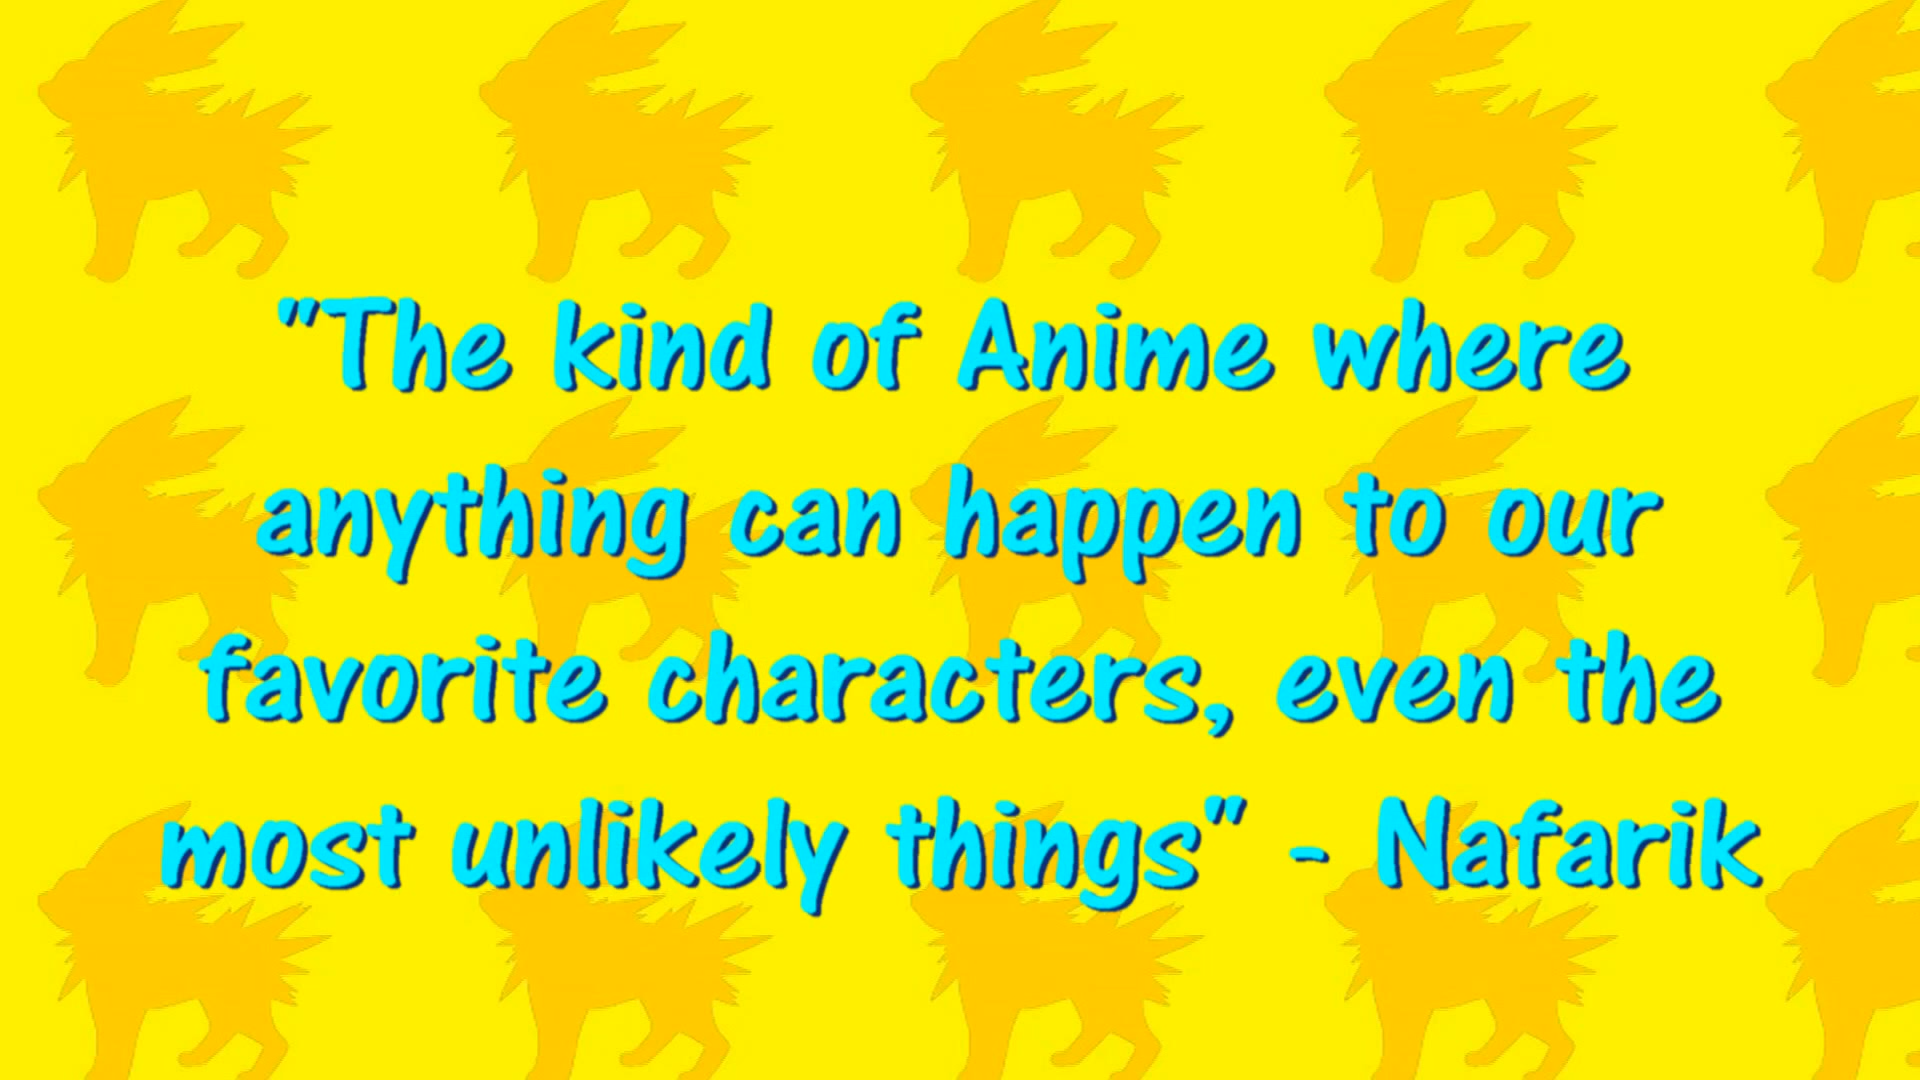 "The kind of Anime where
anything can happen to our
favorite characters, even the
most unlikely things" - Nafarik